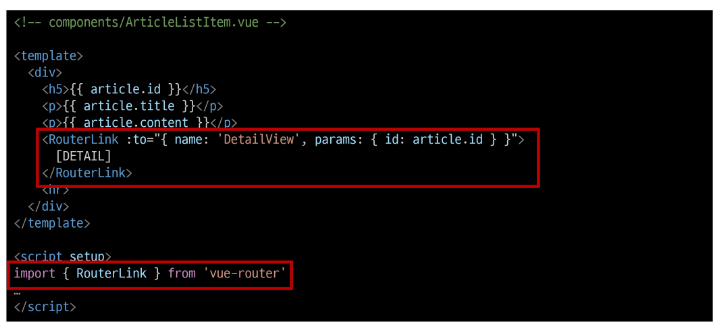 <!-- components/ArticleListItem.vue -->
<template>
<div>
<h5>{{ article.id }}</h5>
<p>{{ article.title }}</p>
<p>{{ article.content }}</p>
<RouterLink :to="{ name: 'DetailView', params: { id: article.id } }">
[DETAIL]
</RouterLink>
<hr>
</div>
</template>
<script setup>
import { RouterLink } from 'vue-router'
…
</script>